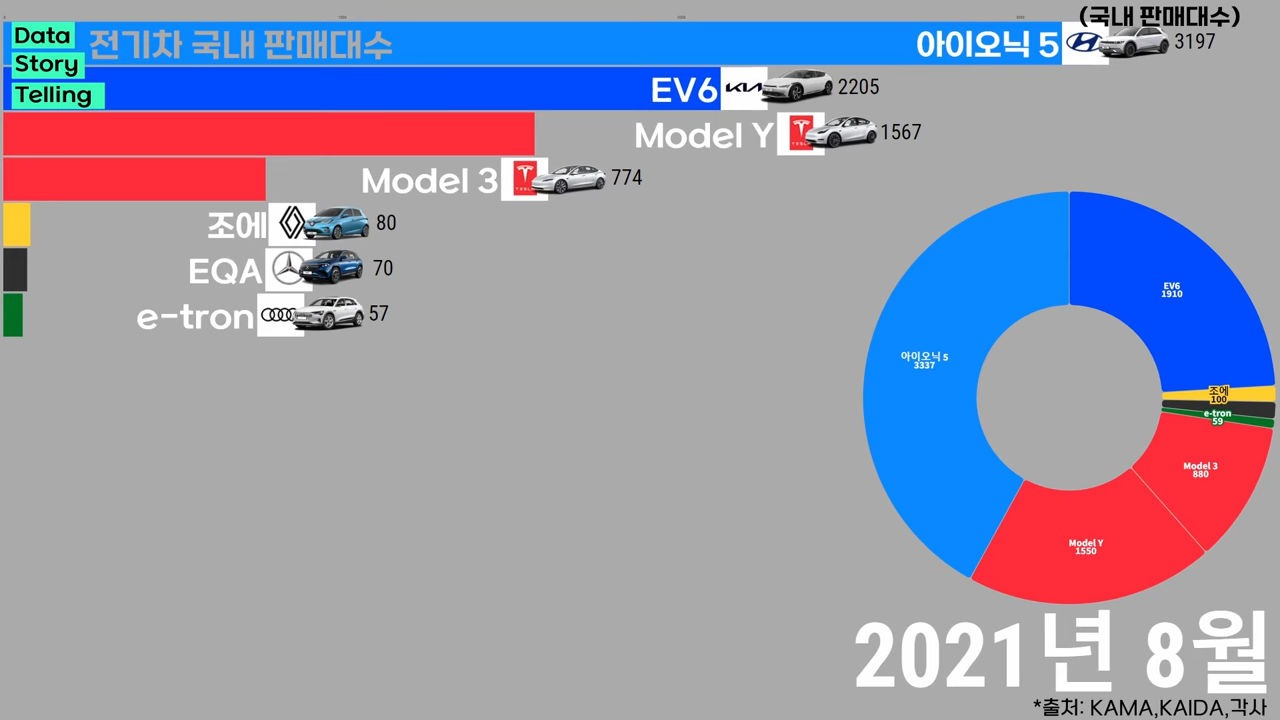 (국내 판매대수)
Data
Story
Telling
전기차 국내 판매대수
아이오닉 5 3197
EV6 KIA 2205
Model Y TESLA 1567
Model 3 TESLA 774
조에 80
EQA 70
e-tron 57
EV6
1910
아이오닉 5
3337
조에
100
e-tron
59
Model 3
880
Model Y
1550
2021년 8월
*출처: KAMA,KAIDA,각사